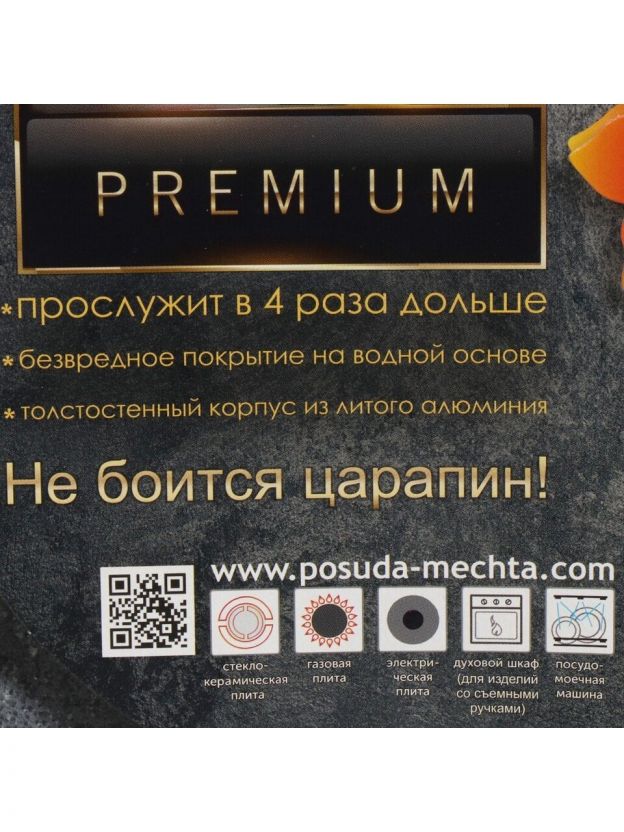 PREMIUM
*прослужит в 4 раза дольше
*безвредное покрытие на водной основе
*толстостенный корпус из литого алюминия
Не боится царапин!
www.posuda-mechta.com
стекло-
керамическая
плита
газовая
плита
электри-
ческая
плита
духовой шкаф
(для изделий
со съемными
ручками)
посудо-
моечная
машина